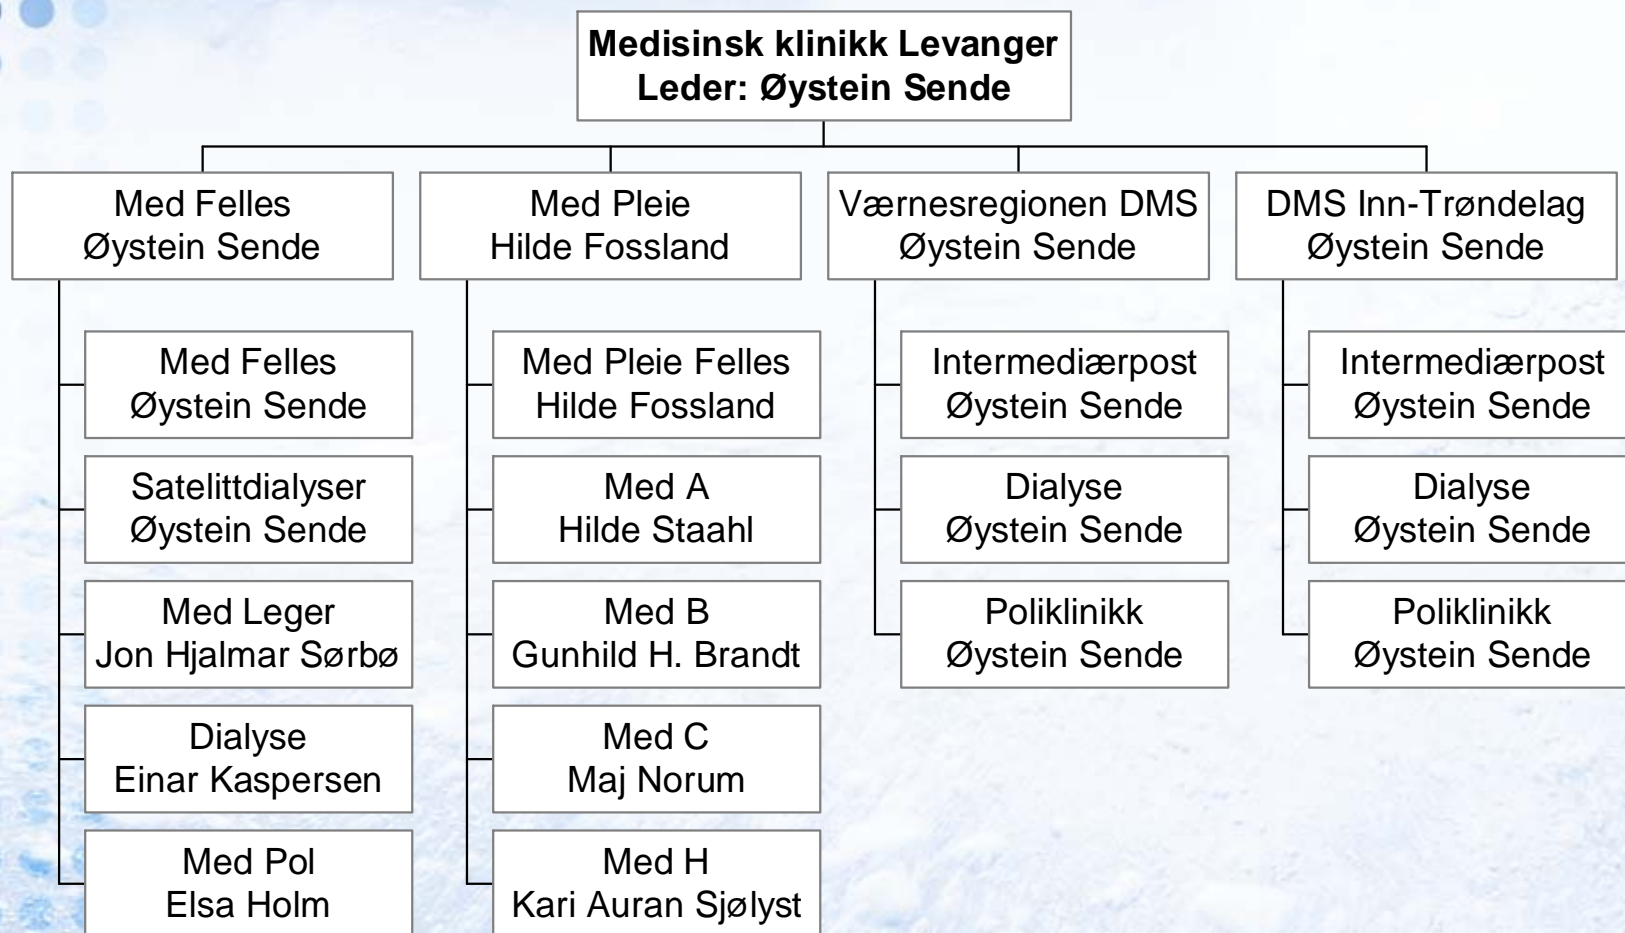 Medisinsk klinikk Levanger
Leder: Øystein Sende
Med Felles
Øystein Sende
Med Pleie
Hilde Fossland
Værnesregionen DMS
Øystein Sende
DMS Inn-Trøndelag
Øystein Sende
Med Felles
Øystein Sende
Satelittdialyser
Øystein Sende
Med Leger
Jon Hjalmar Sørbø
Dialyse
Einar Kaspersen
Med Pol
Elsa Holm
Med Pleie Felles
Hilde Fossland
Med A
Hilde Staahl
Med B
Gunhild H. Brandt
Med C
Maj Norum
Med H
Kari Auran Sjølyst
Intermediærpost
Øystein Sende
Dialyse
Øystein Sende
Poliklinikk
Øystein Sende
Intermediærpost
Øystein Sende
Dialyse
Øystein Sende
Poliklinikk
Øystein Sende